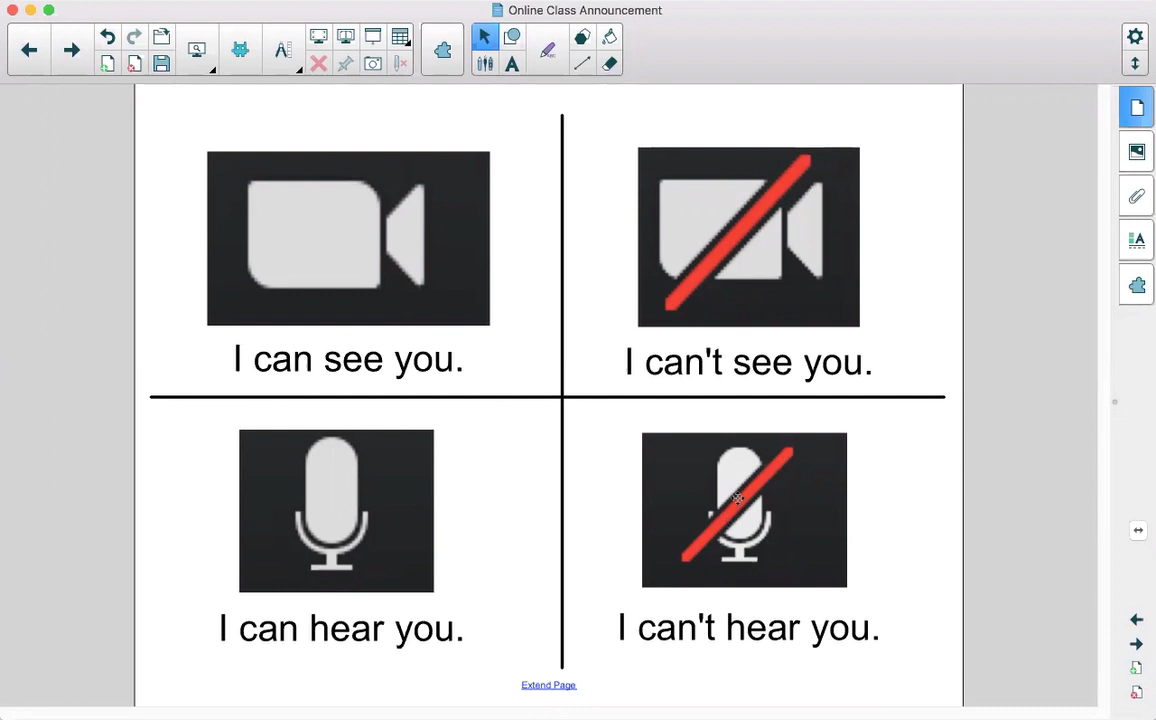 Online Class Announcement
I can see you.
I can't see you.
I can hear you.
I can't hear you.
Extend Page